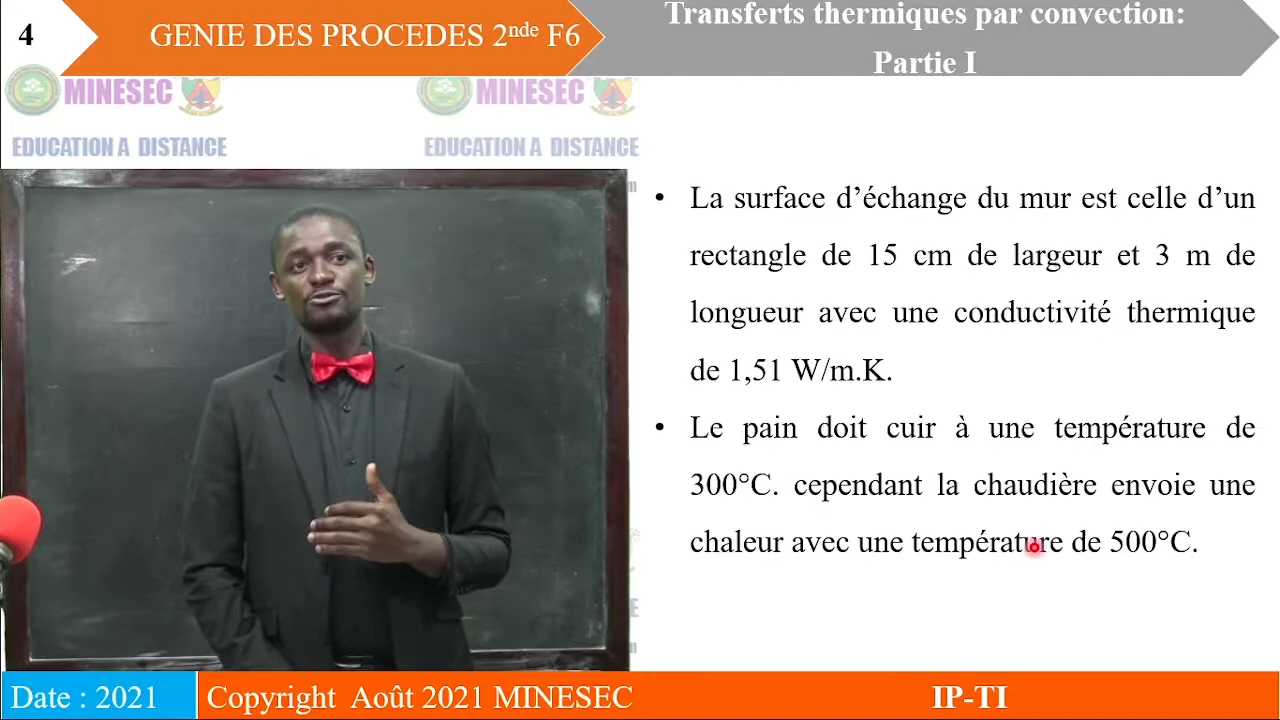 4
GENIE DES PROCEDES 2nde F6
Transferts thermiques par convection:
Partie I
MINESEC
MINESEC
EDUCATION A DISTANCE
EDUCATION A DISTANCE
• La surface d’échange du mur est celle d’un
rectangle de 15 cm de largeur et 3 m de
longueur avec une conductivité thermique
de 1,51 W/m.K.
• Le pain doit cuir à une température de
300°C. cependant la chaudière envoie une
chaleur avec une température de 500°C.
Date : 2021
Copyright Août 2021 MINESEC
IP-TI